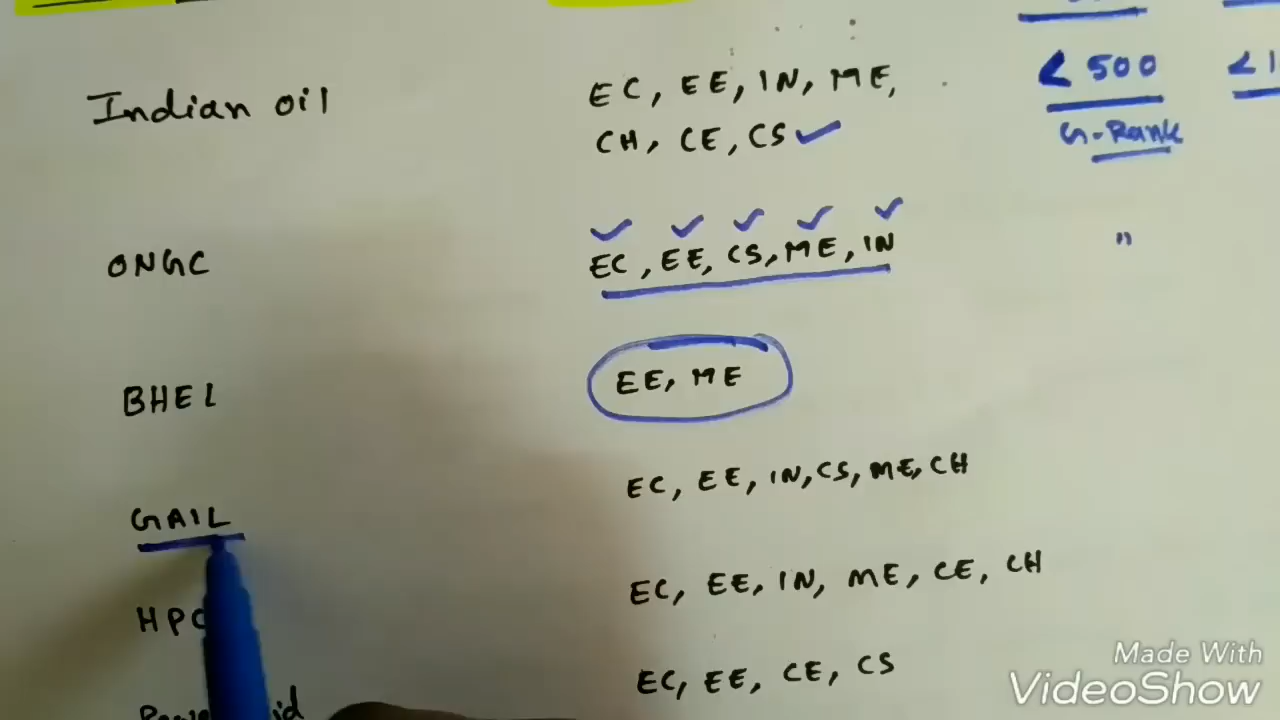 Indian oil EC, EE, IN, ME, < 500
CH, CE, CS ✓ G-Rank
ONGC EC, EE, CS, ME, IN "
BHEL EE, ME
GAIL EC, EE, IN, CS, ME, CH
EC, EE, IN, ME, CE, CH
EC, EE, CE, CS
Made With
VideoShow